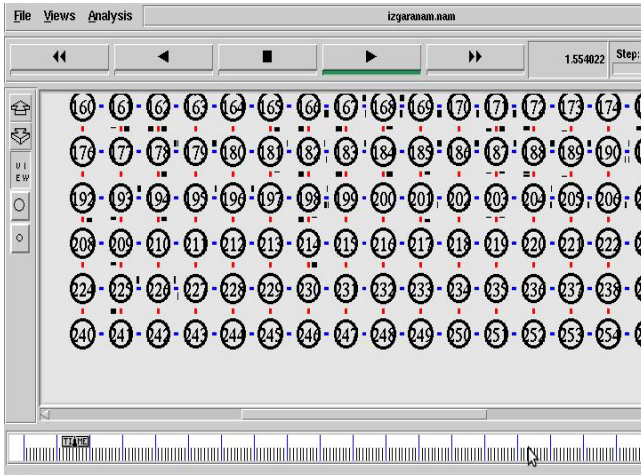 File Views Analysis izgaranam.nam
1.554022 Step:
160 161 162 163 164 165 166 167 168 169 170 171 172 173 174
176 177 178 179 180 181 182 183 184 185 186 187 188 189 190
VI
EW
192 193 194 195 196 197 198 199 200 201 202 203 204 205 206
208 209 210 211 212 213 214 215 216 217 218 219 220 221 222
224 225 226 227 228 229 230 231 232 233 234 235 236 237 238
240 241 242 243 244 245 246 247 248 249 250 251 252 253 254
TIME